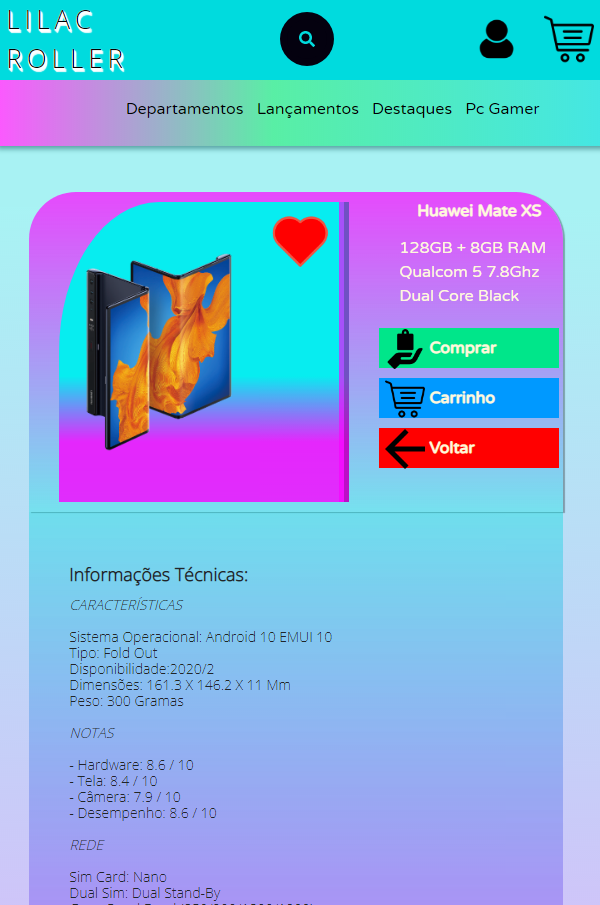 LILAC
ROLLER
Departamentos Lançamentos Destaques Pc Gamer
Huawei Mate XS
128GB + 8GB RAM
Qualcom 5 7.8Ghz
Dual Core Black
Comprar
Carrinho
Voltar
Informações Técnicas:
CARACTERÍSTICAS
Sistema Operacional: Android 10 EMUI 10
Tipo: Fold Out
Disponibilidade:2020/2
Dimensões: 161.3 X 146.2 X 11 Mm
Peso: 300 Gramas
NOTAS
- Hardware: 8.6 / 10
- Tela: 8.4 / 10
- Câmera: 7.9 / 10
- Desempenho: 8.6 / 10
REDE
Sim Card: Nano
Dual Sim: Dual Stand-By